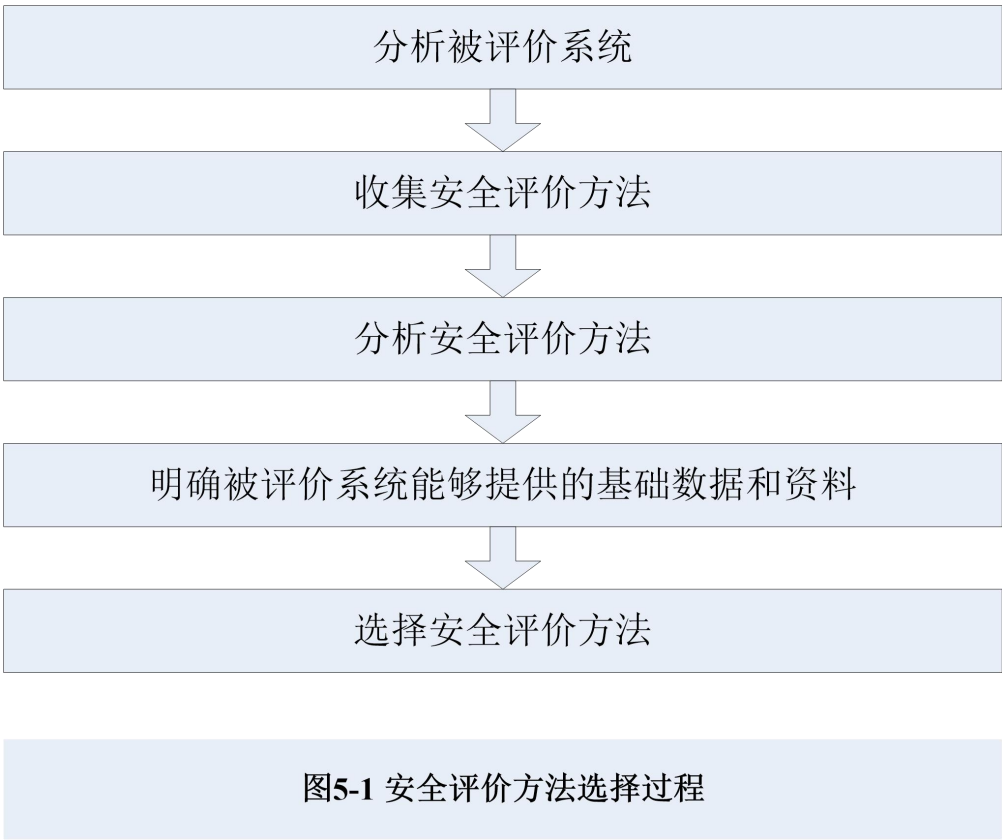 分析被评价系统
收集安全评价方法
分析安全评价方法
明确被评价系统能够提供的基础数据和资料
选择安全评价方法
图5-1 安全评价方法选择过程